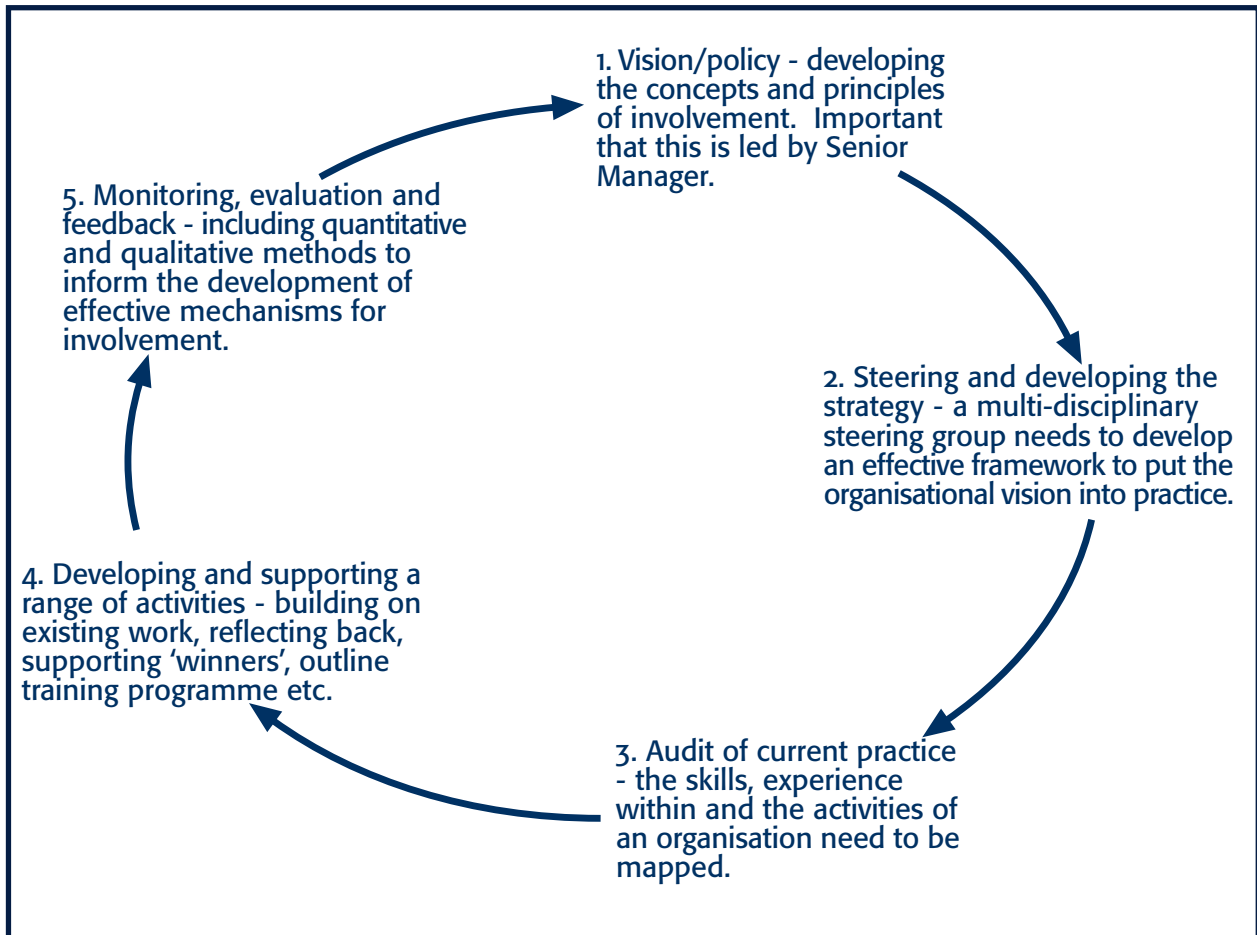 1. Vision/policy - developing
the concepts and principles
of involvement.  Important
that this is led by Senior
Manager.
2. Steering and developing the
strategy - a multi-disciplinary
steering group needs to develop
an effective framework to put the
organisational vision into practice.
3. Audit of current practice
- the skills, experience
within and the activities of
an organisation need to be
mapped.
4. Developing and supporting a
range of activities - building on
existing work, reflecting back,
supporting ‘winners’, outline
training programme etc.
5. Monitoring, evaluation and
feedback - including quantitative
and qualitative methods to
inform the development of
effective mechanisms for
involvement.